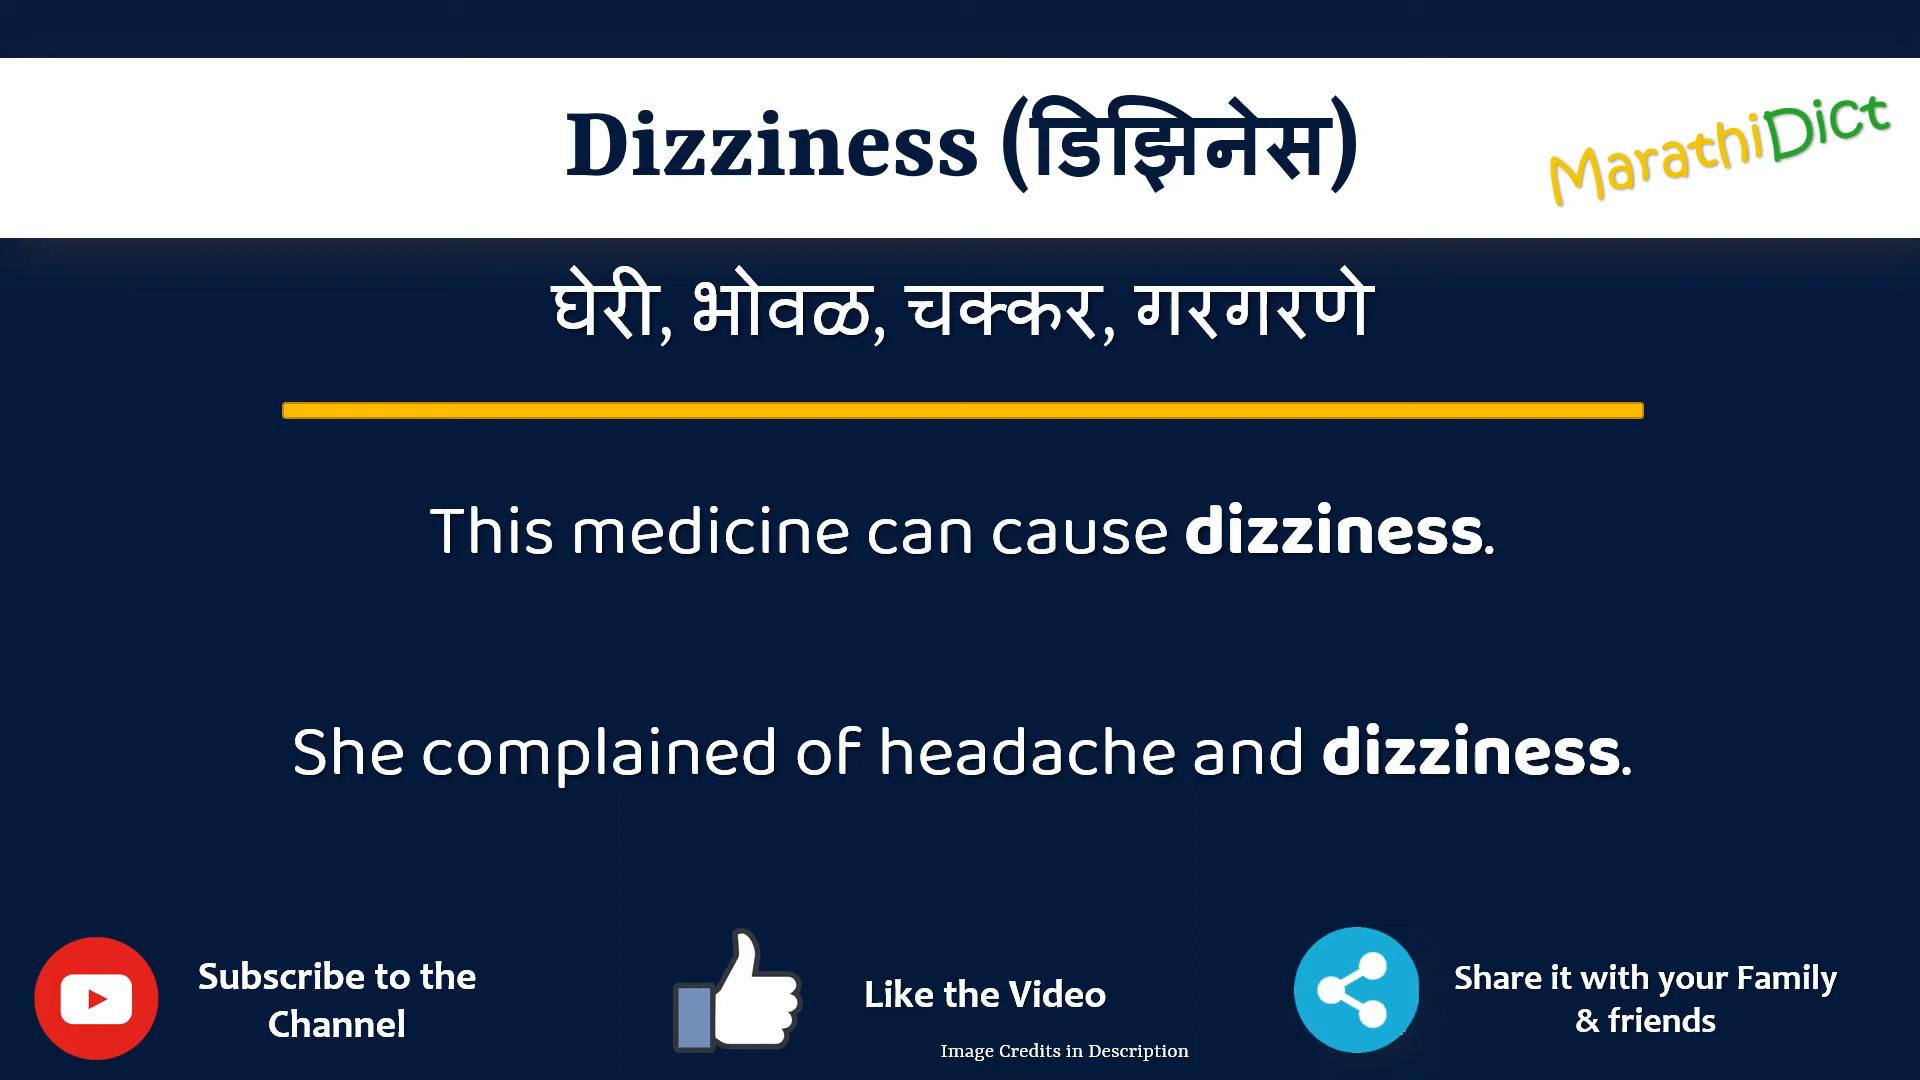 Dizziness (डिझिनेस)
MarathiDict
घेरी, भोवळ, चक्कर, गरगरणे
This medicine can cause dizziness.
She complained of headache and dizziness.
Subscribe to the
Channel
Like the Video
Share it with your Family
& friends
Image Credits in Description